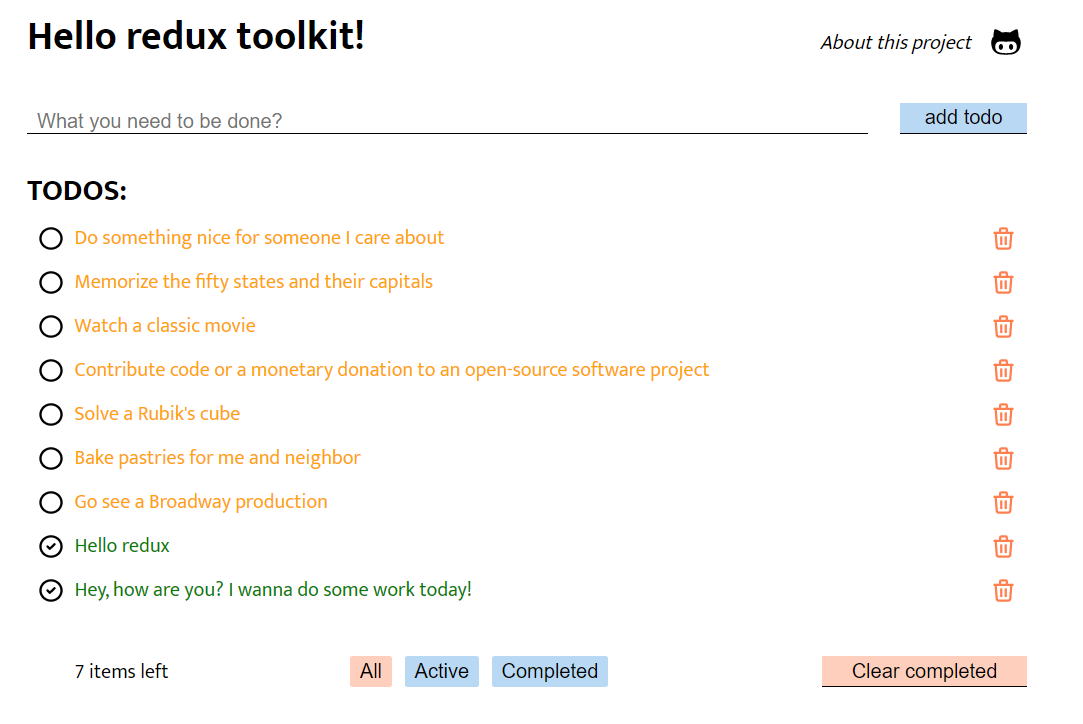 Hello redux toolkit!
About this project
What you need to be done?
add todo
TODOS:
Do something nice for someone I care about
Memorize the fifty states and their capitals
Watch a classic movie
Contribute code or a monetary donation to an open-source software project
Solve a Rubik's cube
Bake pastries for me and neighbor
Go see a Broadway production
Hello redux
Hey, how are you? I wanna do some work today!
7 items left
All
Active
Completed
Clear completed